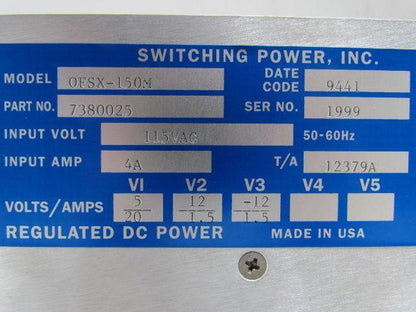 SWITCHING POWER, INC.
MODEL OFSX-150M DATE CODE 9441
PART NO. 7380025 SER NO. 1999
INPUT VOLT 115VAC 50-60Hz
INPUT AMP 4A T/A 12379A
V1 V2 V3 V4 V5
VOLTS/AMPS 5/20 12/1.5 -12/1.5
REGULATED DC POWER MADE IN USA